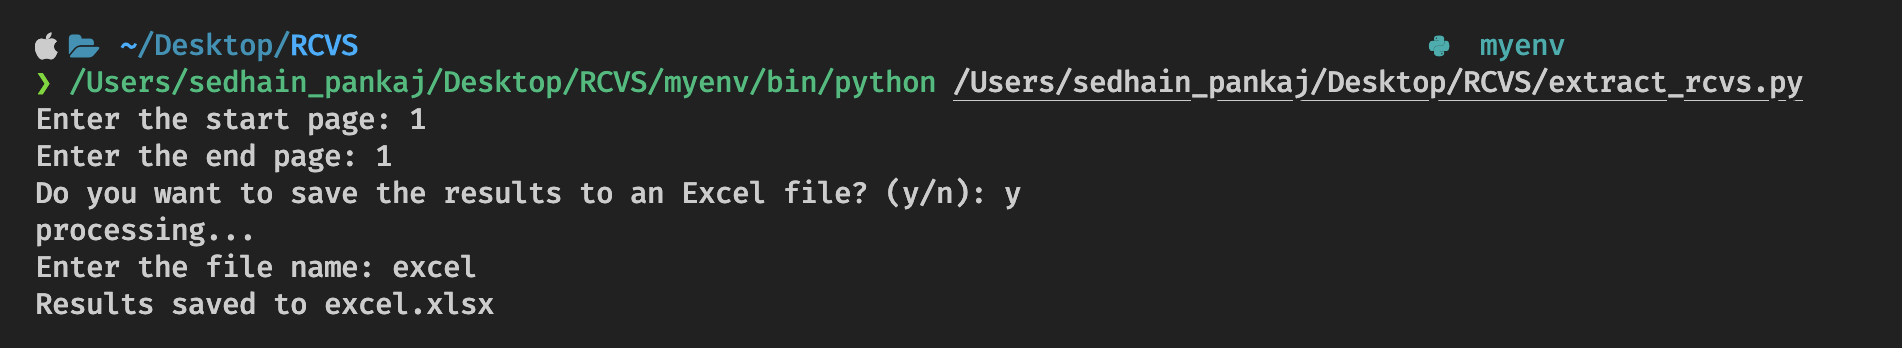 ~/Desktop/RCVS myenv
❯ /Users/sedhain_pankaj/Desktop/RCVS/myenv/bin/python /Users/sedhain_pankaj/Desktop/RCVS/extract_rcvs.py
Enter the start page: 1
Enter the end page: 1
Do you want to save the results to an Excel file? (y/n): y
processing...
Enter the file name: excel
Results saved to excel.xlsx